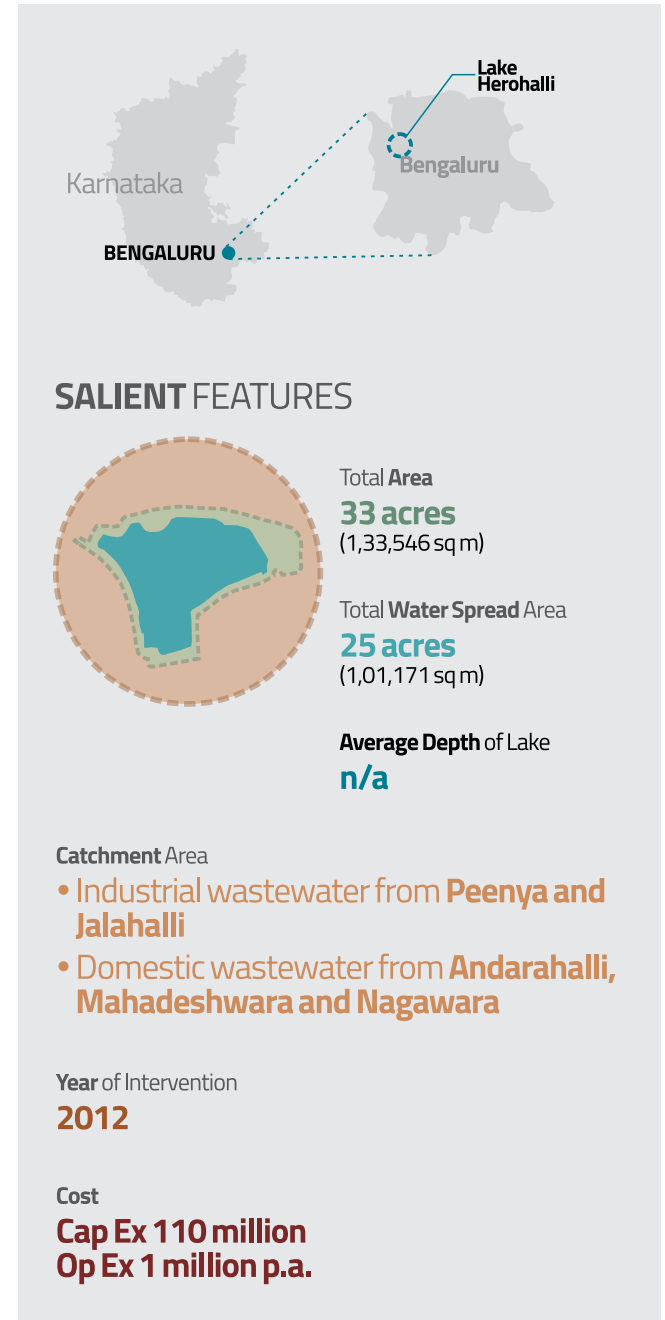 Lake
Herohalli
Karnataka
Bengaluru
BENGALURU
SALIENT FEATURES
Total Area
33 acres
(1,33,546 sq m)
Total Water Spread Area
25 acres
(1,01,171 sq m)
Average Depth of Lake
n/a
Catchment Area
• Industrial wastewater from Peenya and
Jalahalli
• Domestic wastewater from Andarahalli,
Mahadeshwara and Nagawara
Year of Intervention
2012
Cost
Cap Ex 110 million
Op Ex 1 million p.a.